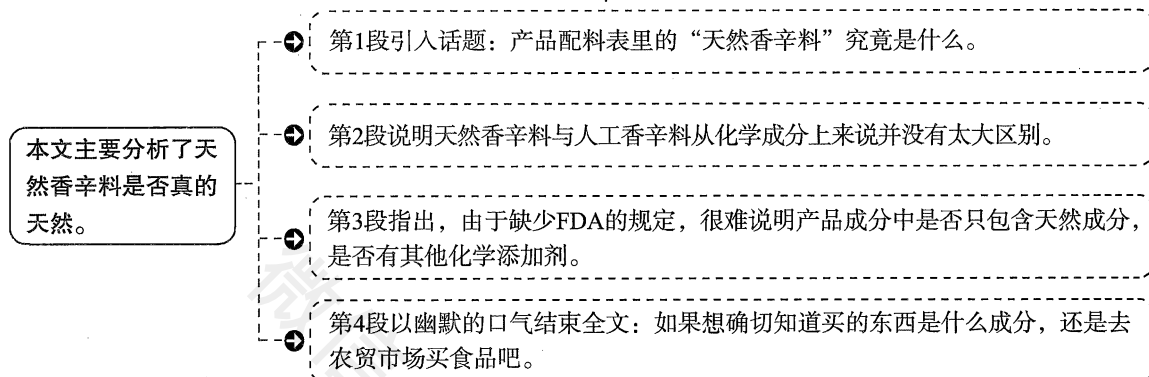 第1段引入话题：产品配料表里的“天然香辛料”究竟是什么。
第2段说明天然香辛料与人工香辛料从化学成分上来说并没有太大区别。
本文主要分析了天
然香辛料是否真的
天然。
第3段指出，由于缺少FDA的规定，很难说明产品成分中是否只包含天然成分，
是否有其他化学添加剂。
第4段以幽默的口气结束全文：如果想确切知道买的东西是什么成分，还是去
农贸市场买食品吧。